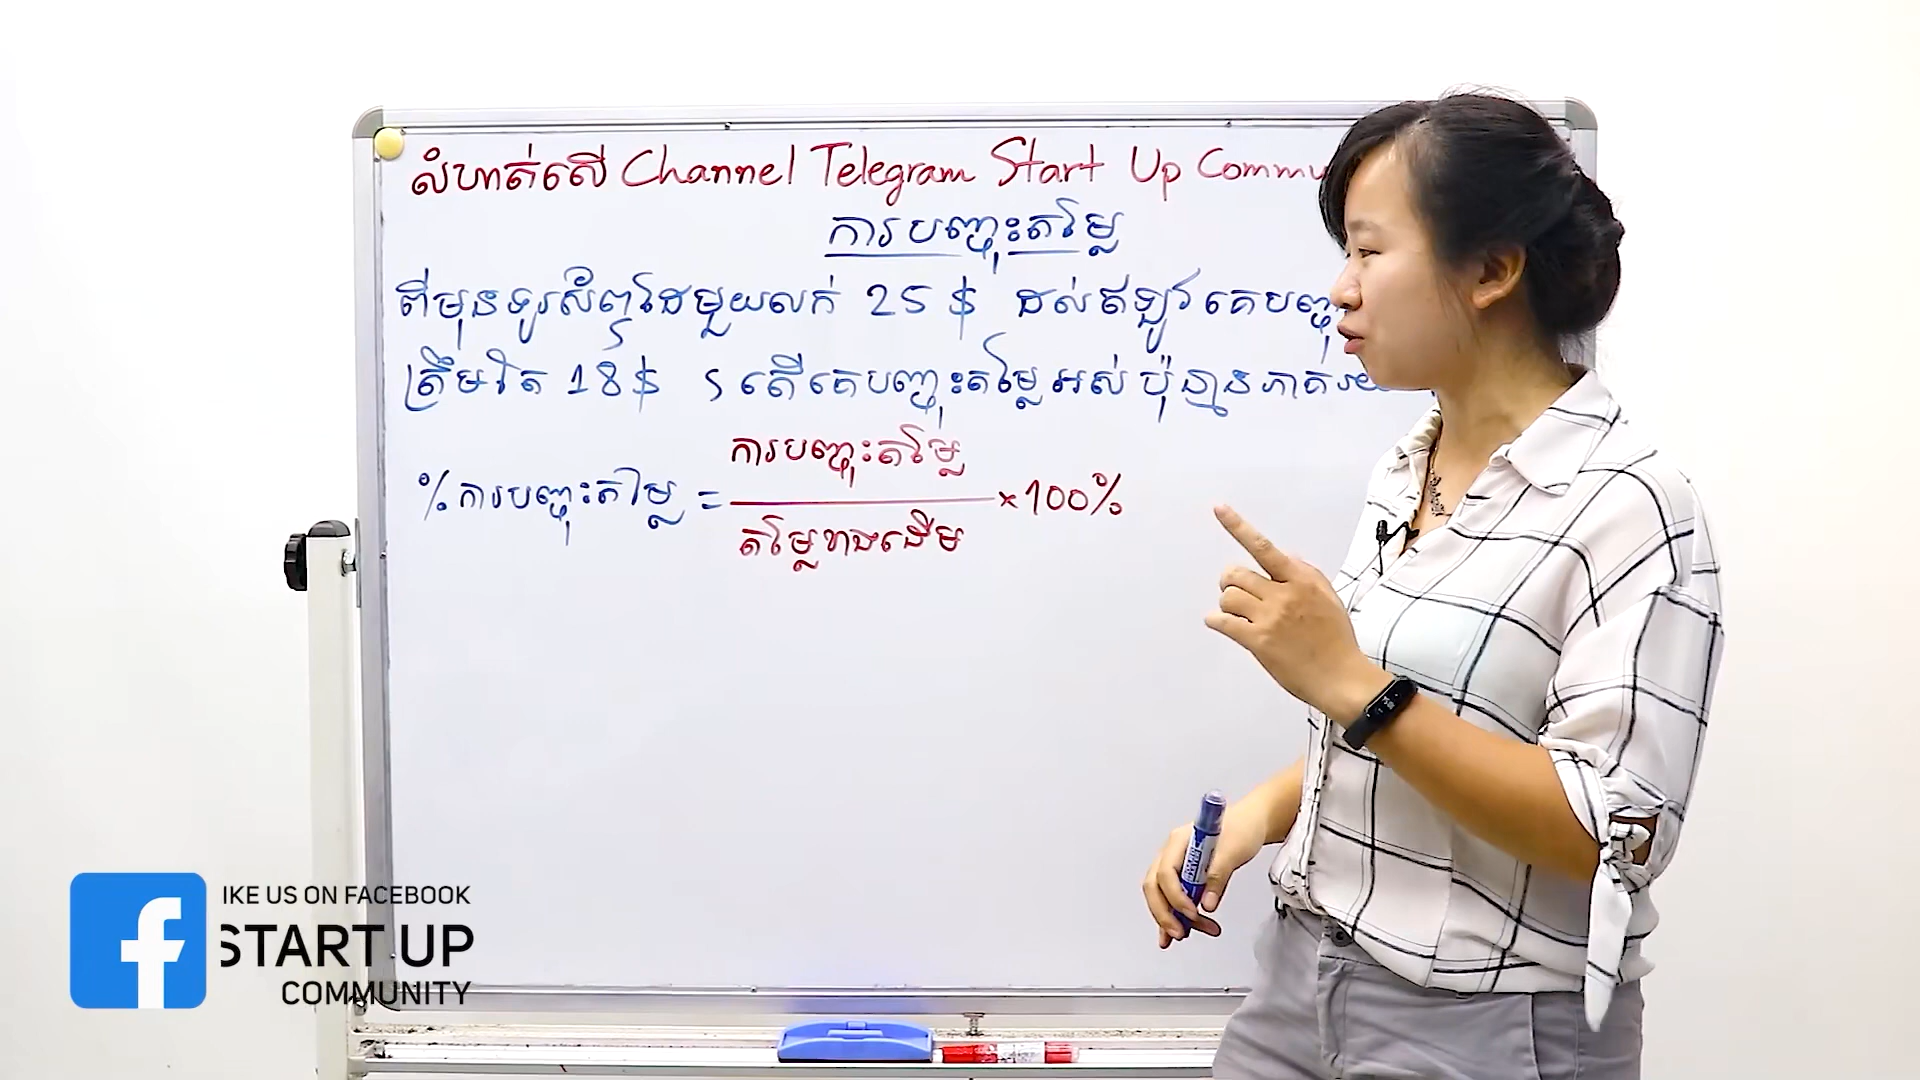 លំហាត់លើ Channel Telegram Start Up Commu
ការបញ្ចុះតម្លៃ
ពីមុនទូរស័ព្ទដៃមួយលក់ 25 $ ដល់ឥឡូវគេបញ្ចុ
ត្រឹមតែ 18 $ ។ តើគេបញ្ចុះតម្លៃអស់ប៉ុន្មានភាគរយ
% ការបញ្ចុះតម្លៃ = ការបញ្ចុះតម្លៃ × 100%
តម្លៃខាងដើម
IKE US ON FACEBOOK
START UP
COMMUNITY